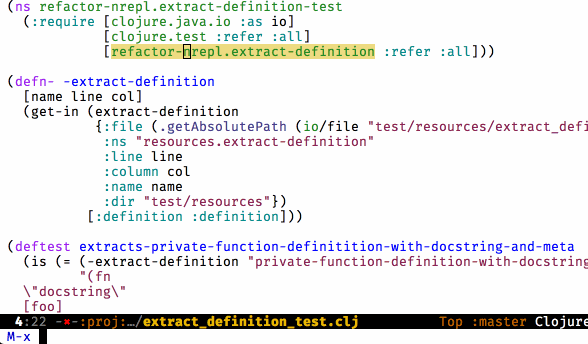 (ns refactor-nrepl.extract-definition-test
  (:require [clojure.java.io :as io]
            [clojure.test :refer :all]
            [refactor-nrepl.extract-definition :refer :all]))

(defn- -extract-definition
  [name line col]
  (get-in (extract-definition
           {:file (.getAbsolutePath (io/file "test/resources/extract_defi
            :ns "resources.extract-definition"
            :line line
            :column col
            :name name
            :dir "test/resources"})
          [:definition :definition]))

(deftest extracts-private-function-definitition-with-docstring-and-meta
  (is (= (-extract-definition "private-function-definition-with-docstring
         "(fn
  \"docstring\"
  [foo]
4:22 -✖-:proj:…/extract_definition_test.clj Top :master Clojure
M-x